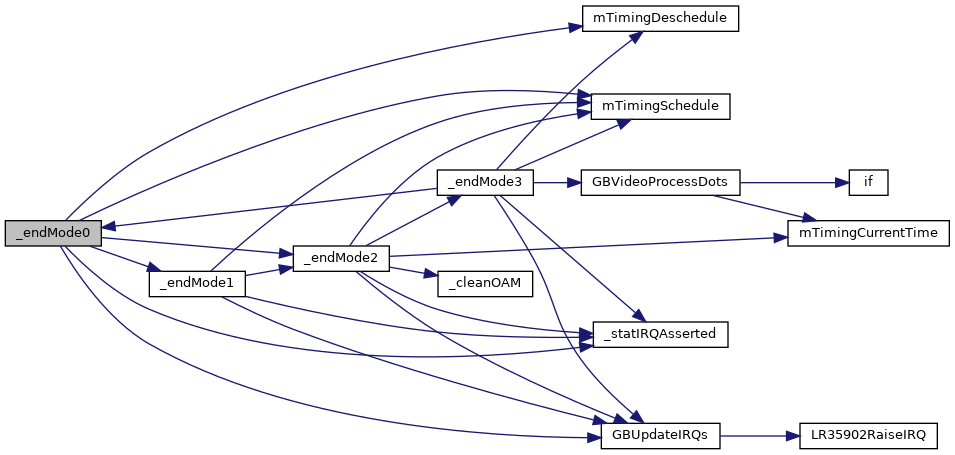 mTimingDeschedule
mTimingSchedule
_endMode3
GBVideoProcessDots
if
_endMode0
mTimingCurrentTime
_endMode2
_endMode1
_cleanOAM
_statIRQAsserted
GBUpdateIRQs
LR35902RaiseIRQ